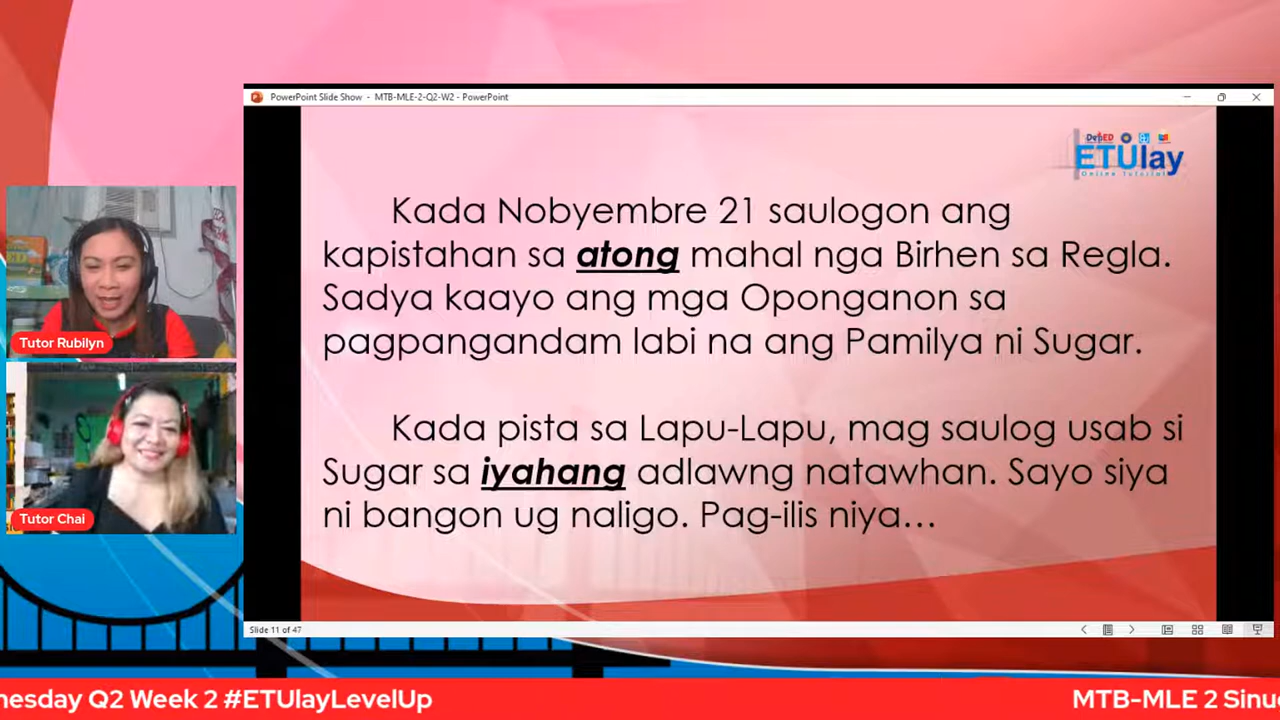 PowerPoint Slide Show - MTB-MLE-2-Q2-W2 - PowerPoint
DepED
ETUlay
Online Tutorial
Kada Nobyembre 21 saulogon ang
kapistahan sa atong mahal nga Birhen sa Regla.
Sadya kaayo ang mga Oponganon sa
pagpangandam labi na ang Pamilya ni Sugar.
Kada pista sa Lapu-Lapu, mag saulog usab si
Sugar sa iyahang adlawng natawhan. Sayo siya
ni bangon ug naligo. Pag-ilis niya…
Tutor Rubilyn
Tutor Chai
Slide 11 of 47
nesday Q2 Week 2 #ETUlayLevelUp
MTB-MLE 2 Sinu